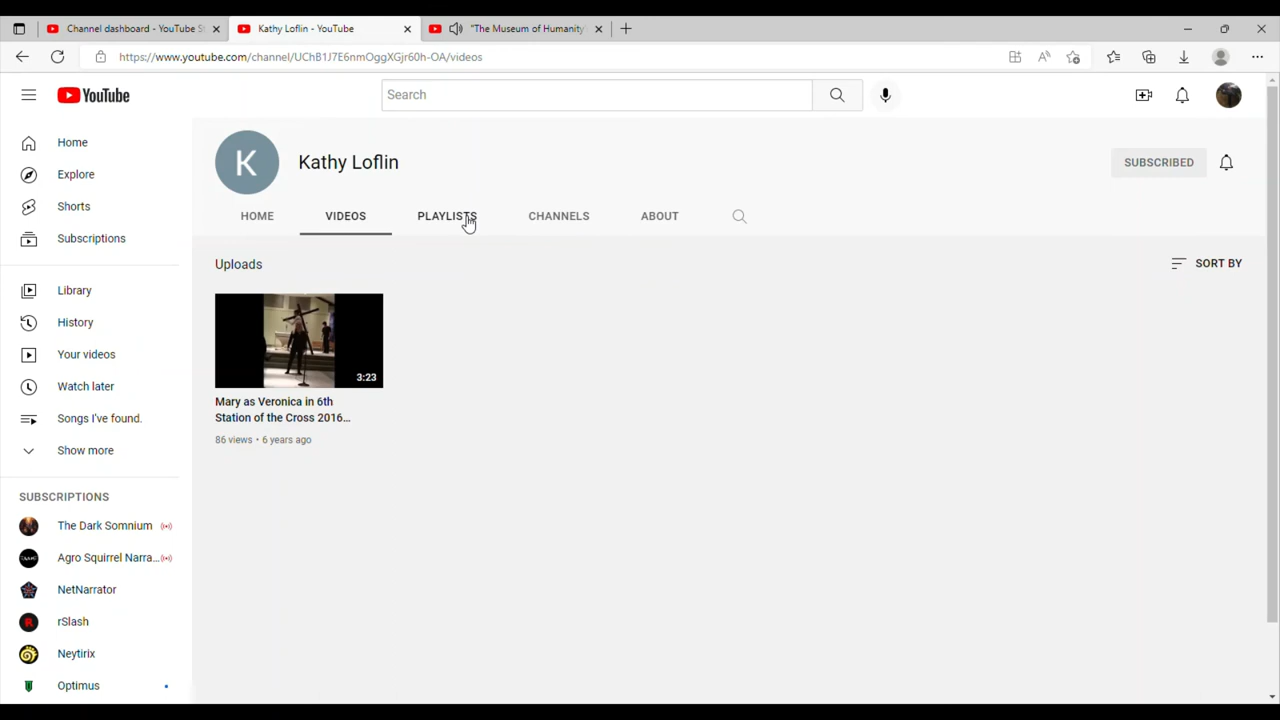 Channel dashboard - YouTube S
Kathy Loflin - YouTube
"The Museum of Humanity
https://www.youtube.com/channel/UChB1J7E6nmOggXGjr60h-OA/videos
YouTube
Search
Home
Explore
Shorts
Subscriptions
Library
History
Your videos
Watch later
Songs I've found.
Show more
SUBSCRIPTIONS
The Dark Somnium
Agro Squirrel Narra...
NetNarrator
rSlash
Neytirix
Optimus
K
Kathy Loflin
SUBSCRIBED
HOME VIDEOS PLAYLISTS CHANNELS ABOUT
Uploads
SORT BY
3:23
Mary as Veronica in 6th
Station of the Cross 2016...
86 views • 6 years ago